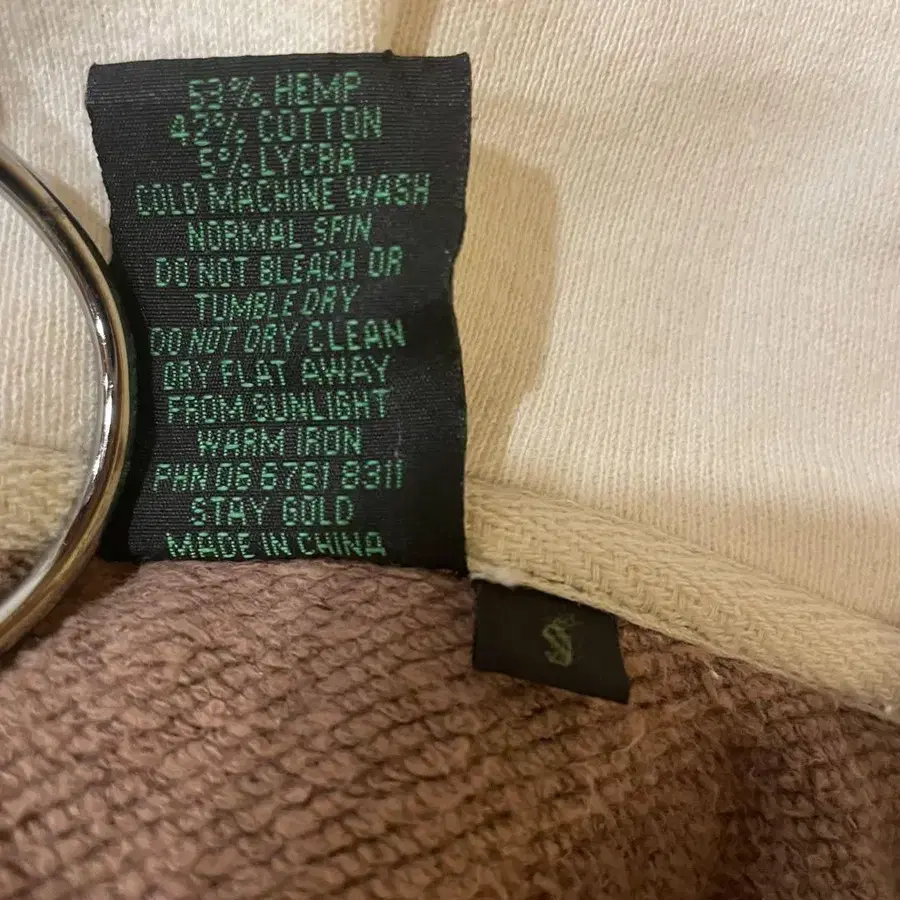 53% HEMP
42% COTTON
5% LYCRA
COLD MACHINE WASH
NORMAL SPIN
DO NOT BLEACH OR
TUMBLE DRY
DO NOT DRY CLEAN
DRY FLAT AWAY
FROM SUNLIGHT
WARM IRON
PHN 06 6761 8311
STAY GOLD
MADE IN CHINA
S